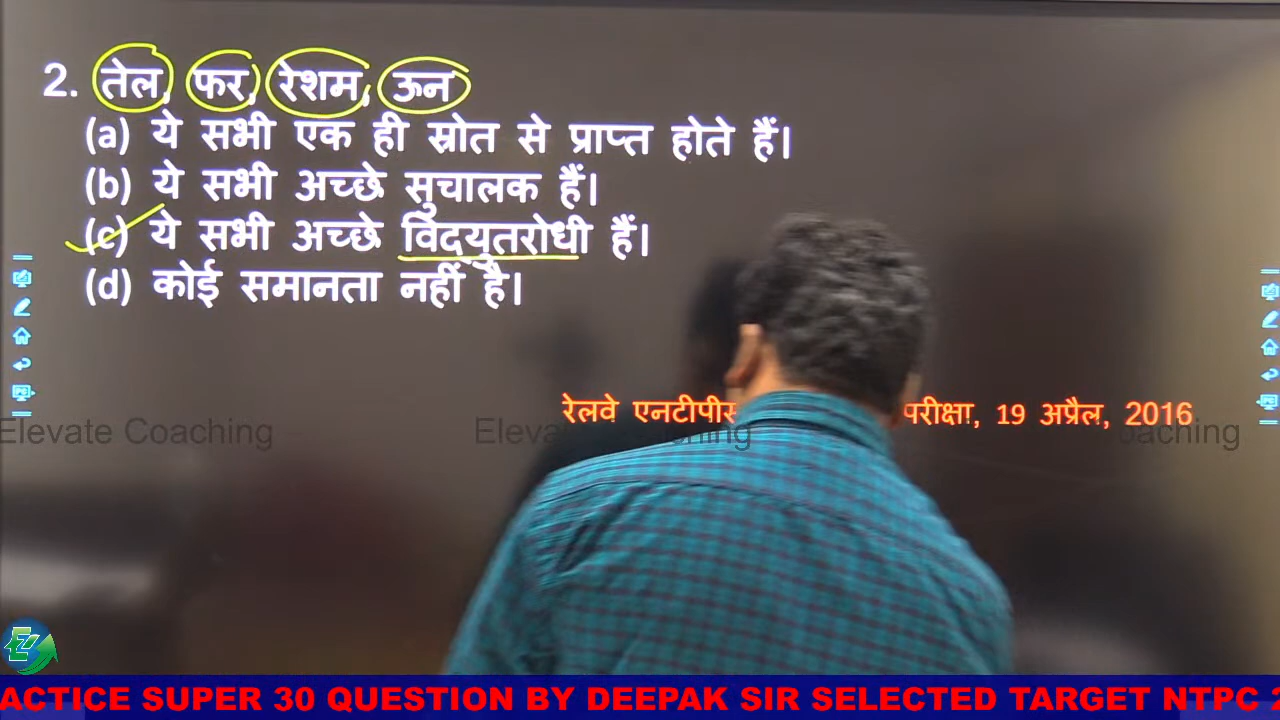 2. तेल, फर, रेशम, ऊन
(a) ये सभी एक ही स्रोत से प्राप्त होते हैं।
(b) ये सभी अच्छे सुचालक हैं।
(c) ये सभी अच्छे विद्युतरोधी हैं।
(d) कोई समानता नहीं है।
रेलवे परीक्षा, 19 अप्रैल, 2016
Elevate Coaching
ACTICE SUPER 30 QUESTION BY DEEPAK SIR SELECTED TARGET NTPC